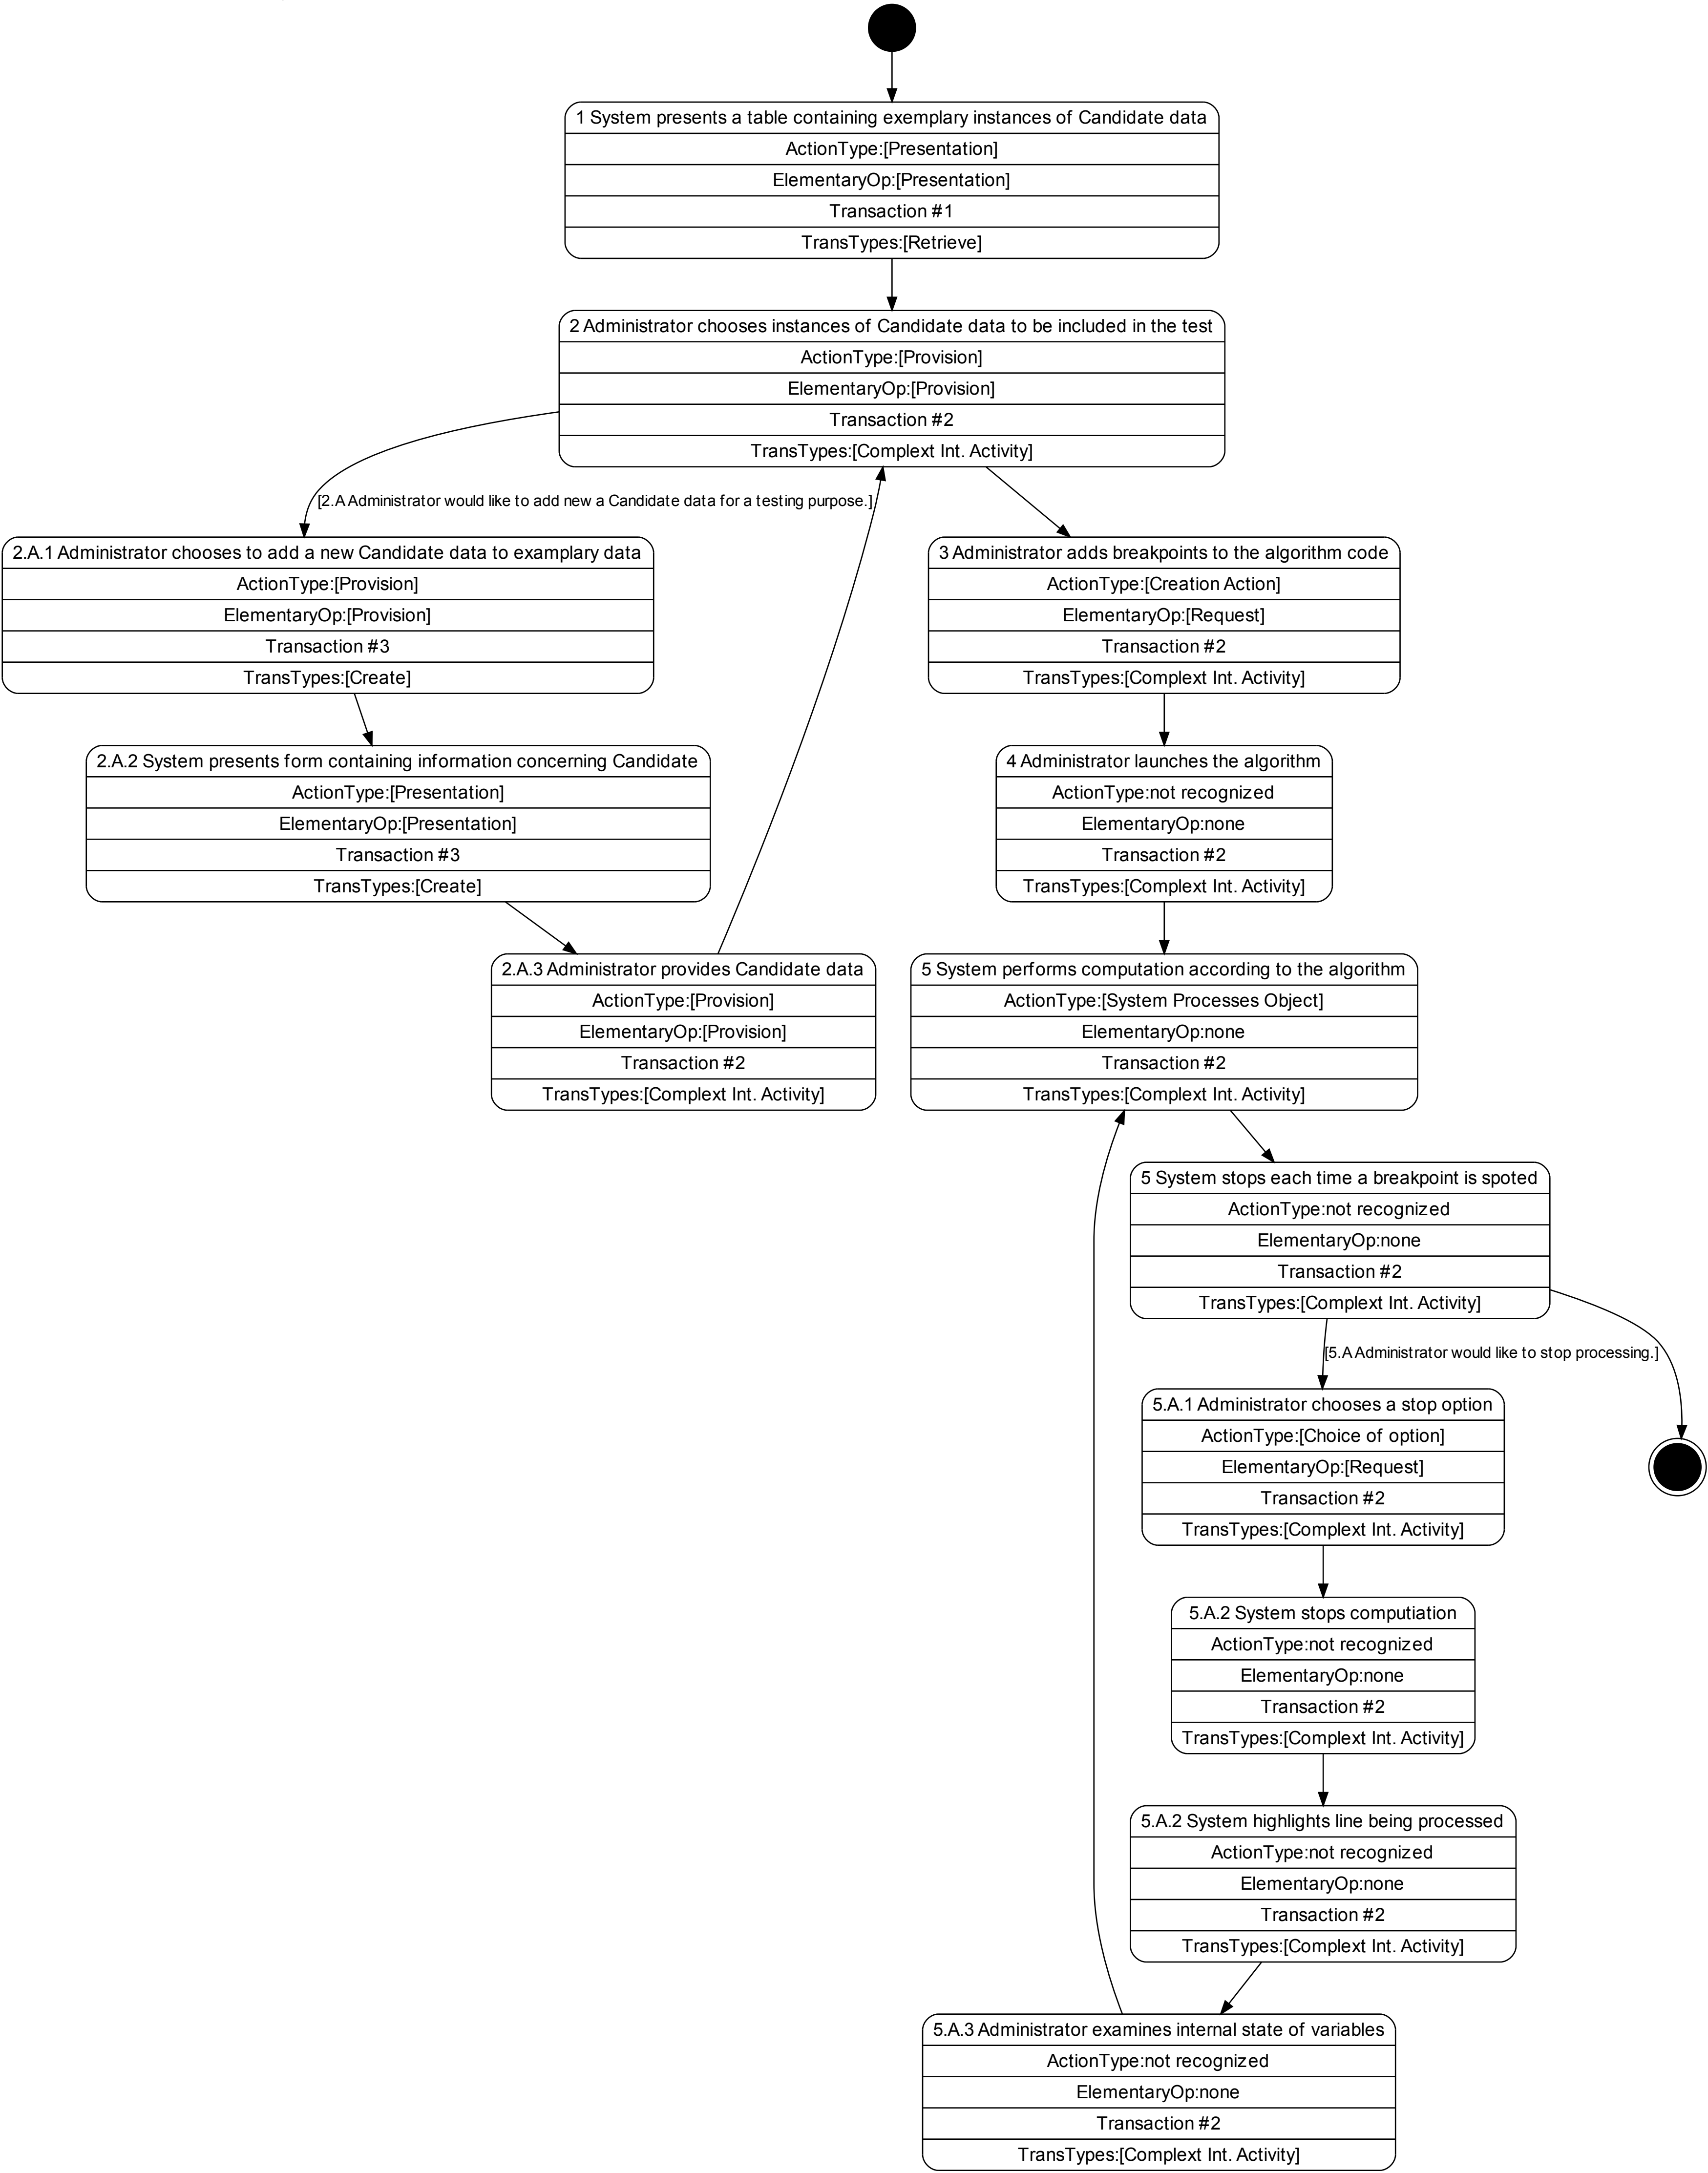 1 System presents a table containing exemplary instances of Candidate data
ActionType:[Presentation]
ElementaryOp:[Presentation]
Transaction #1
TransTypes:[Retrieve]
2 Administrator chooses instances of Candidate data to be included in the test
ActionType:[Provision]
ElementaryOp:[Provision]
Transaction #2
TransTypes:[Complext Int. Activity]
[2.A Administrator would like to add new a Candidate data for a testing purpose.]
2.A.1 Administrator chooses to add a new Candidate data to examplary data
ActionType:[Provision]
ElementaryOp:[Provision]
Transaction #3
TransTypes:[Create]
2.A.2 System presents form containing information concerning Candidate
ActionType:[Presentation]
ElementaryOp:[Presentation]
Transaction #3
TransTypes:[Create]
2.A.3 Administrator provides Candidate data
ActionType:[Provision]
ElementaryOp:[Provision]
Transaction #2
TransTypes:[Complext Int. Activity]
3 Administrator adds breakpoints to the algorithm code
ActionType:[Creation Action]
ElementaryOp:[Request]
Transaction #2
TransTypes:[Complext Int. Activity]
4 Administrator launches the algorithm
ActionType:not recognized
ElementaryOp:none
Transaction #2
TransTypes:[Complext Int. Activity]
5 System performs computation according to the algorithm
ActionType:[System Processes Object]
ElementaryOp:none
Transaction #2
TransTypes:[Complext Int. Activity]
5 System stops each time a breakpoint is spoted
ActionType:not recognized
ElementaryOp:none
Transaction #2
TransTypes:[Complext Int. Activity]
[5.A Administrator would like to stop processing.]
5.A.1 Administrator chooses a stop option
ActionType:[Choice of option]
ElementaryOp:[Request]
Transaction #2
TransTypes:[Complext Int. Activity]
5.A.2 System stops computiation
ActionType:not recognized
ElementaryOp:none
Transaction #2
TransTypes:[Complext Int. Activity]
5.A.2 System highlights line being processed
ActionType:not recognized
ElementaryOp:none
Transaction #2
TransTypes:[Complext Int. Activity]
5.A.3 Administrator examines internal state of variables
ActionType:not recognized
ElementaryOp:none
Transaction #2
TransTypes:[Complext Int. Activity]